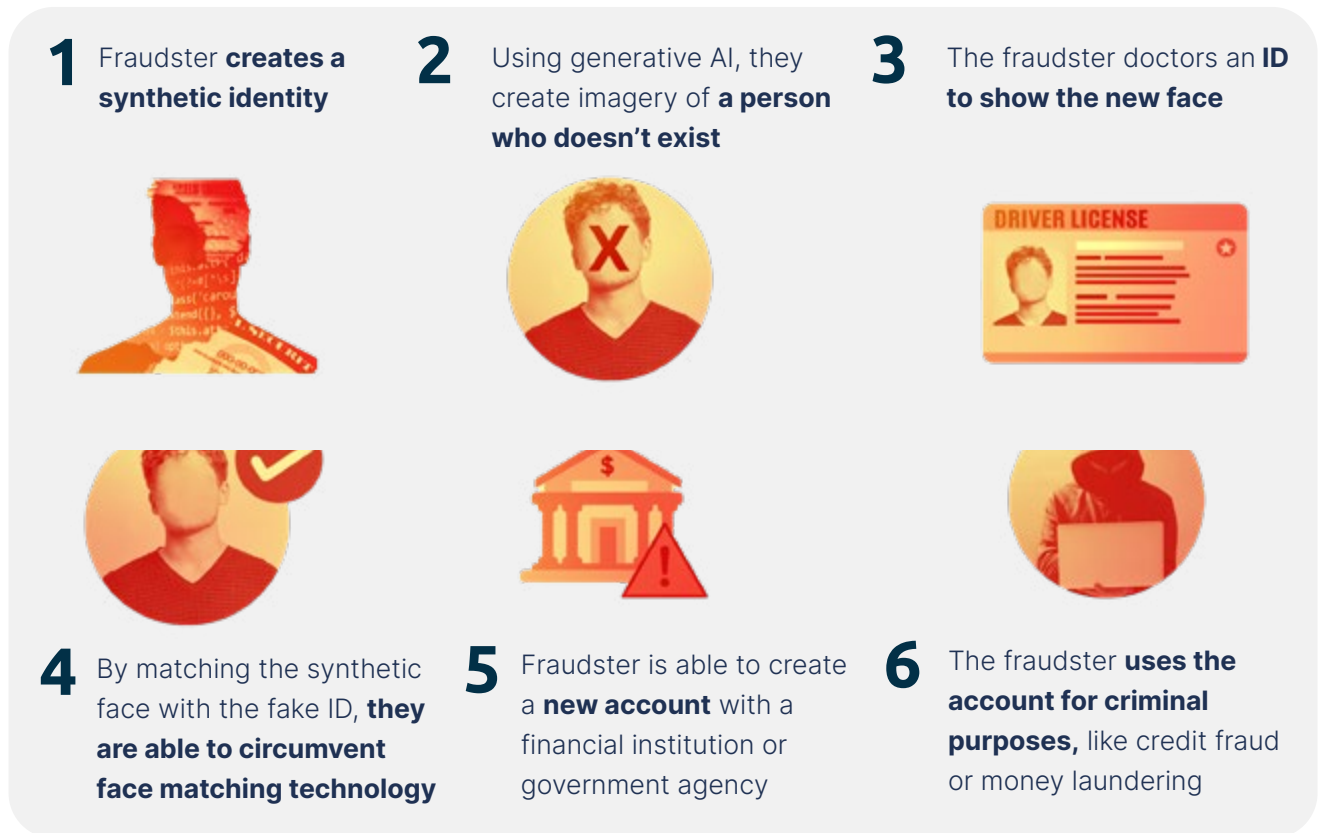 1
Fraudster creates a
synthetic identity
2
Using generative AI, they
create imagery of a person
who doesn’t exist
3
The fraudster doctors an ID
to show the new face
X
DRIVER LICENSE
$
!
4
By matching the synthetic
face with the fake ID, they
are able to circumvent
face matching technology
5
Fraudster is able to create
a new account with a
financial institution or
government agency
6
The fraudster uses the
account for criminal
purposes, like credit fraud
or money laundering